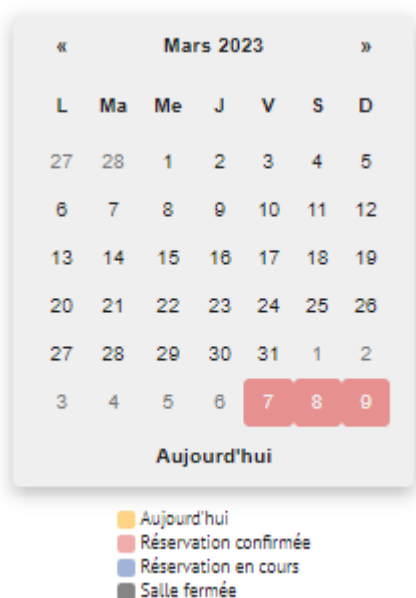 « Mars 2023 »
L Ma Me J V S D
27 28 1 2 3 4 5
6 7 8 9 10 11 12
13 14 15 16 17 18 19
20 21 22 23 24 25 26
27 28 29 30 31 1 2
3 4 5 6 7 8 9
Aujourd'hui
Aujourd'hui
Réservation confirmée
Réservation en cours
Salle fermée